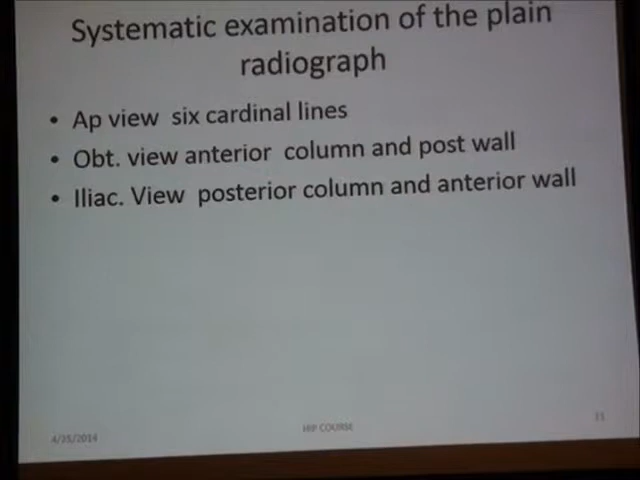 Systematic examination of the plain
radiograph
• Ap view six cardinal lines
• Obt. view anterior column and post wall
• Iliac. View posterior column and anterior wall
4/25/2014
HIP COURSE